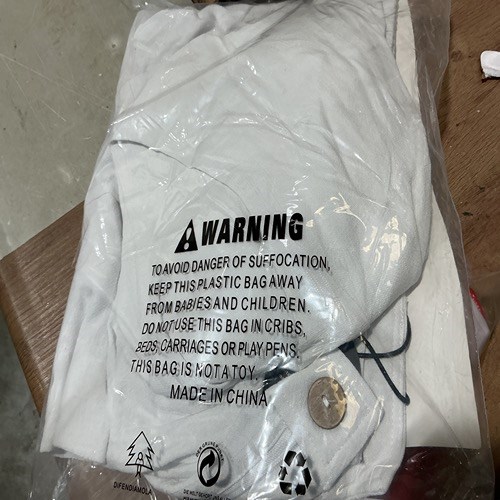 WARNING
TO AVOID DANGER OF SUFFOCATION,
KEEP THIS PLASTIC BAG AWAY
FROM BABIES AND CHILDREN.
DO NOT USE THIS BAG IN CRIBS,
BEDS, CARRIAGES OR PLAY PENS.
THIS BAG IS NOT A TOY.
MADE IN CHINA
DIFENDIAMOLA